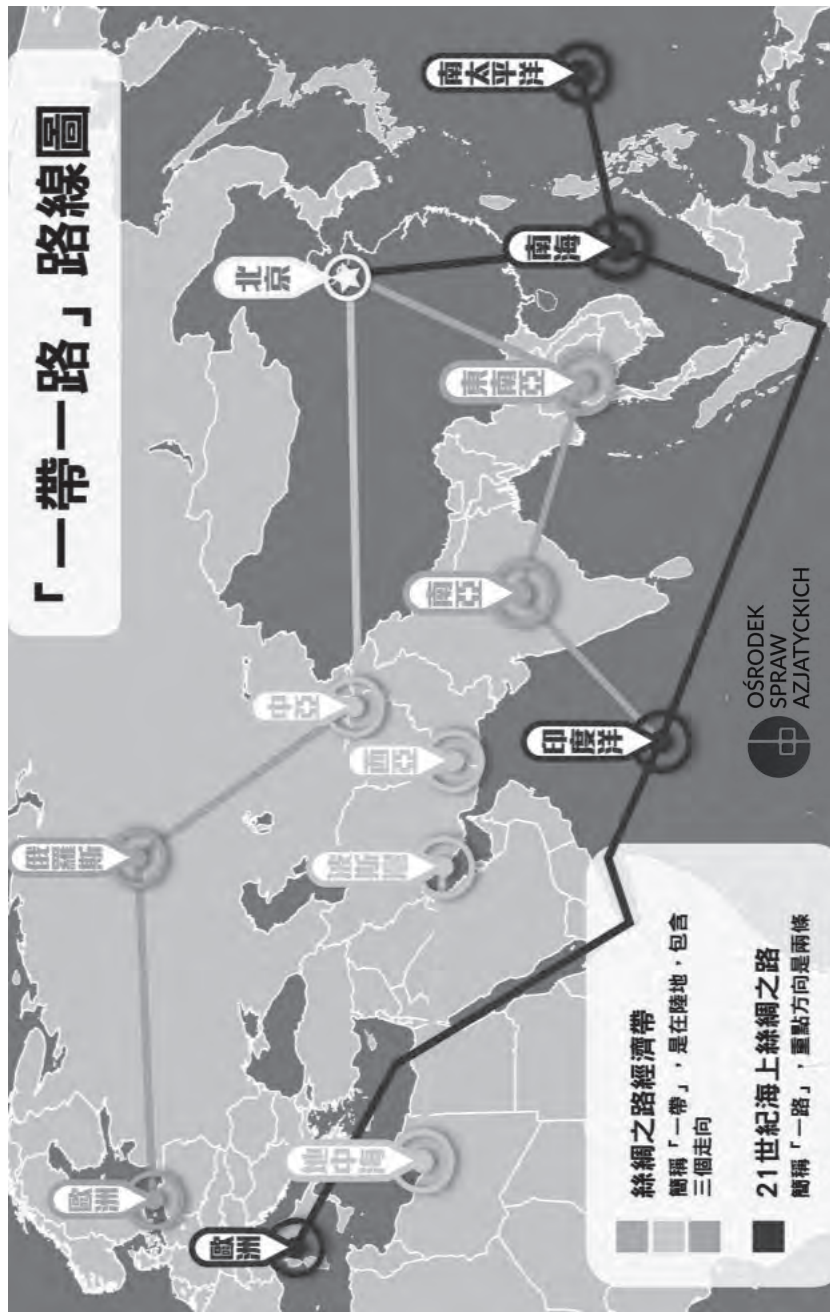 「一帶一路」路線圖
俄羅斯
歐洲
中亞
北京
西亞
波斯灣
地中海
歐洲
南亞
東南亞
印度洋
南海
南太平洋
絲綢之路經濟帶
簡稱「一帶」，是在陸地，包含
三個走向
21世紀海上絲綢之路
簡稱「一路」，重點方向是兩條
OŚRODEK
SPRAW
AZJATYCKICH